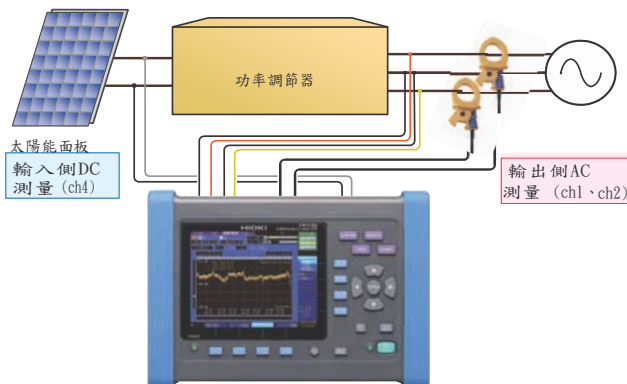 功率調節器
太陽能面板
輸入側DC
測量 (ch4)
輸出側AC
測量 (ch1、ch2)
HIOKI